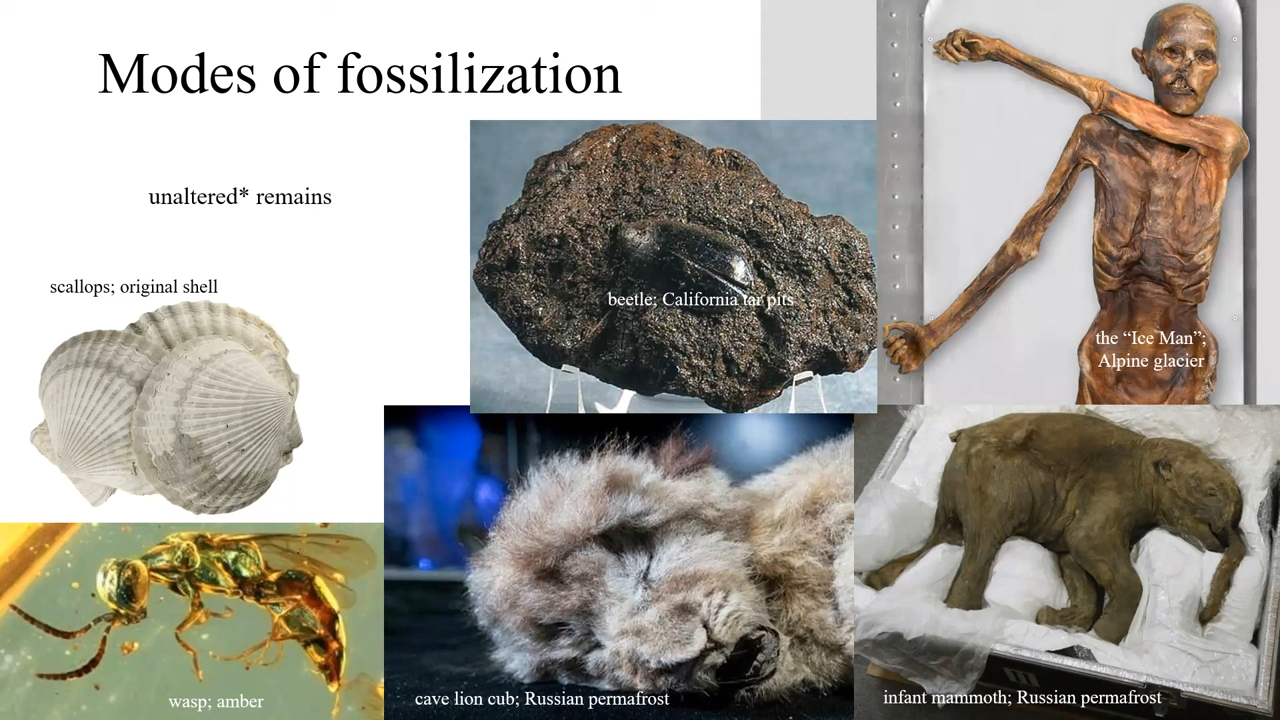 Modes of fossilization
unaltered* remains
scallops; original shell
beetle; California tar pits
the “Ice Man”;
Alpine glacier
wasp; amber
cave lion cub; Russian permafrost
infant mammoth; Russian permafrost